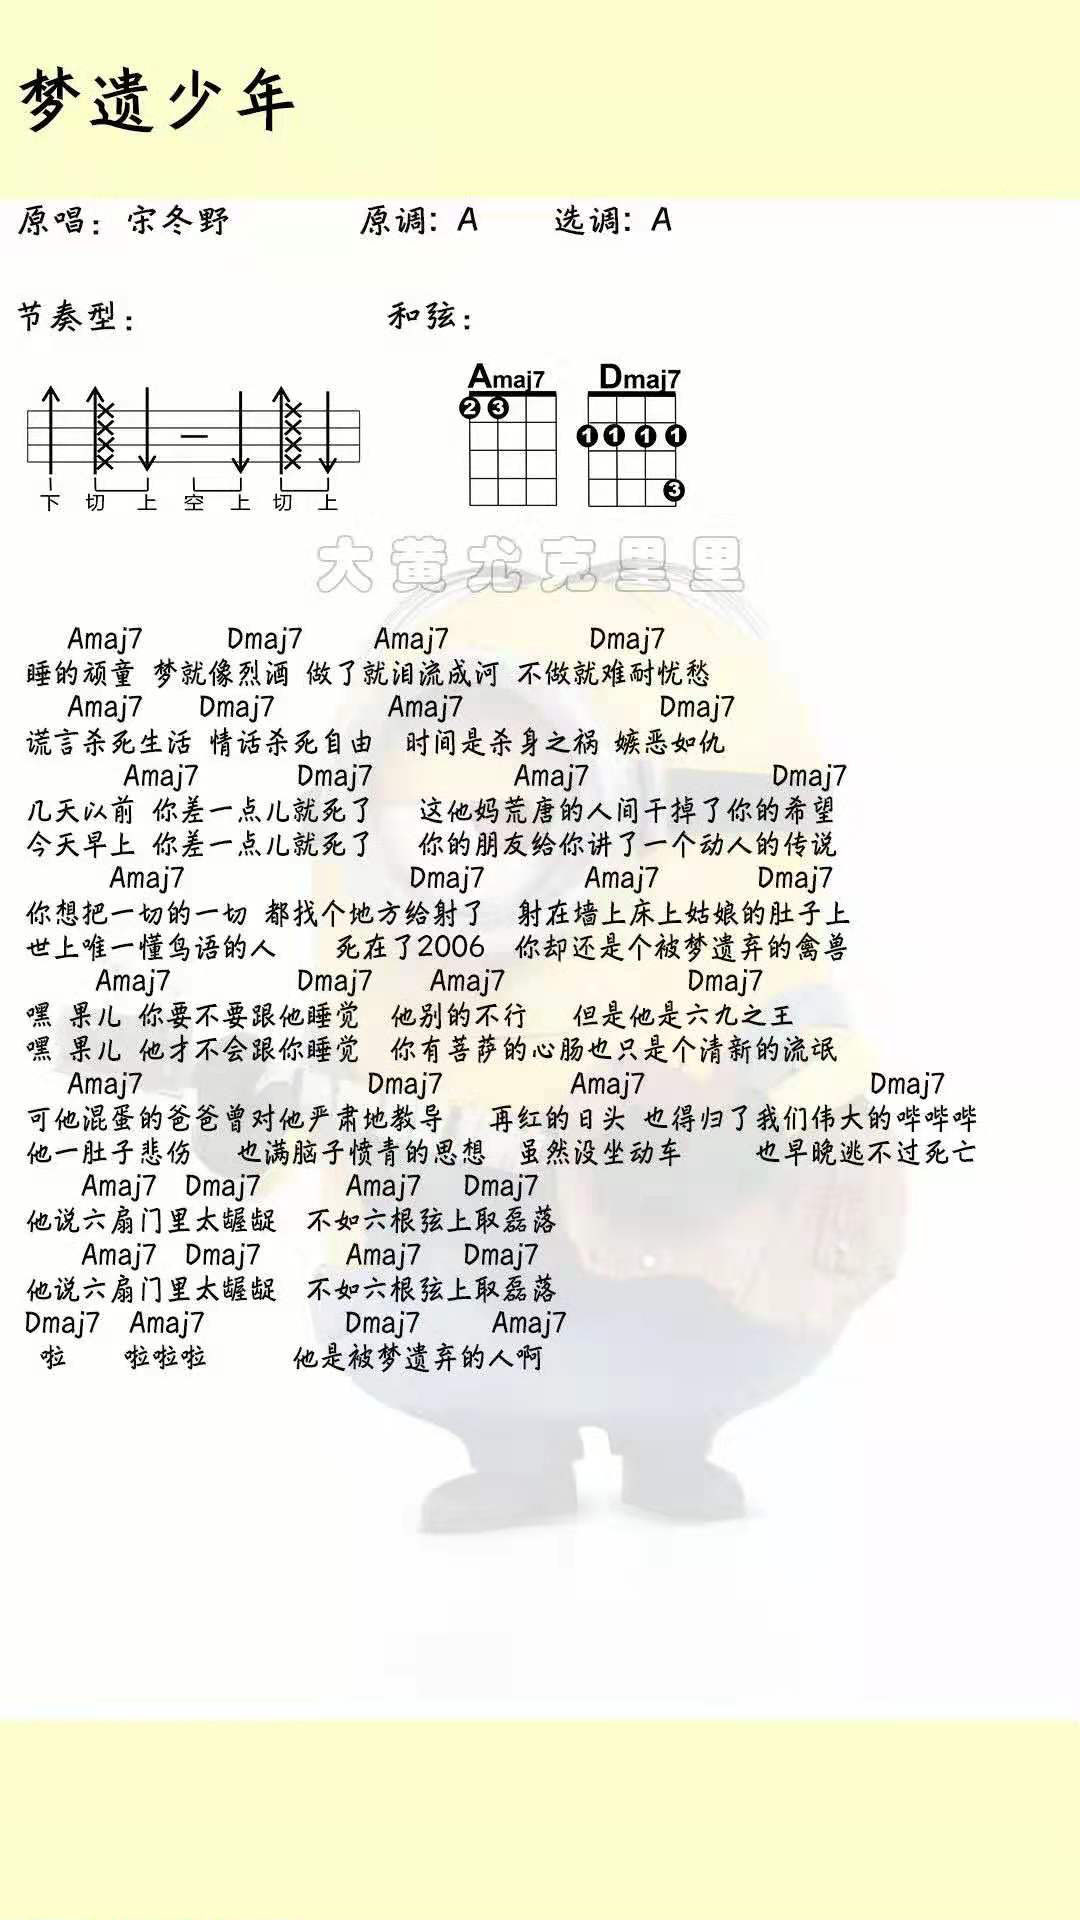 梦遗少年
原唱：宋冬野 原调：A 选调：A
节奏型： 和弦：
Amaj7 Dmaj7
2 3 1 1 1 1
3
下 切 上 空 上 切 上
大黄尤克里里
Amaj7 Dmaj7 Amaj7 Dmaj7
睡的顽童 梦就像烈酒 做了就泪流成河 不做就难耐忧愁
Amaj7 Dmaj7 Amaj7 Dmaj7
谎言杀死生活 情话杀死自由 时间是杀身之祸 嫉恶如仇
Amaj7 Dmaj7 Amaj7 Dmaj7
几天以前 你差一点儿就死了 这他妈荒唐的人间干掉了你的希望
今天早上 你差一点儿就死了 你的朋友给你讲了一个动人的传说
Amaj7 Dmaj7 Amaj7 Dmaj7
你想把一切的一切 都找个地方给射了 射在墙上床上姑娘的肚子上
世上唯一懂鸟语的人 死在了2006 你却还是个被梦遗弃的禽兽
Amaj7 Dmaj7 Amaj7 Dmaj7
嘿 果儿 你要不要跟他睡觉 他别的不行 但是他是六九之王
嘿 果儿 他才不会跟你睡觉 你有菩萨的心肠也只是个清新的流氓
Amaj7 Dmaj7 Amaj7 Dmaj7
可他混蛋的爸爸曾对他严肃地教导 再红的日头 也得归了我们伟大的哔哔哔
他一肚子悲伤 也满脑子愤青的思想 虽然没坐动车 也早晚逃不过死亡
Amaj7 Dmaj7 Amaj7 Dmaj7
他说六扇门里太龌龊 不如六根弦上取磊落
Amaj7 Dmaj7 Amaj7 Dmaj7
他说六扇门里太龌龊 不如六根弦上取磊落
Dmaj7 Amaj7 Dmaj7 Amaj7
啦 啦啦啦 他是被梦遗弃的人啊